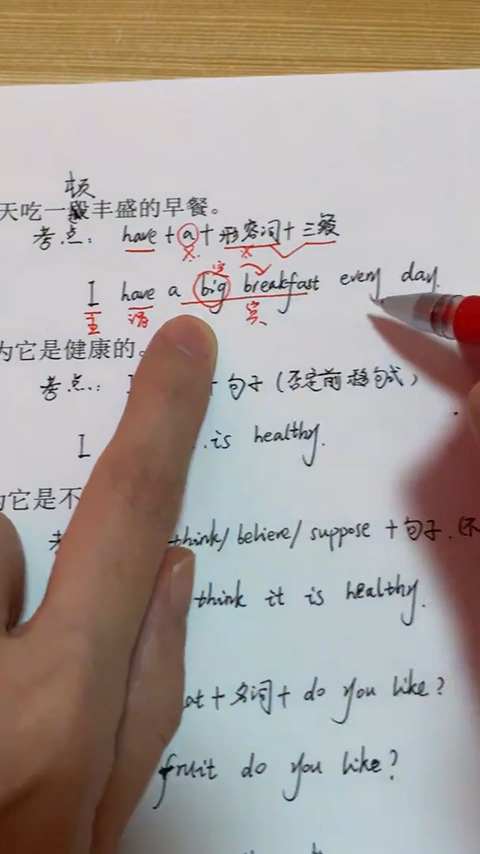 天吃一顿丰盛的早餐。
考点：have + a + 形容词 + 三餐
定
I have a big breakfast every day.
主 谓 宾
为它是健康的。
考点： + 句子（否定前移句式）
I is healthy.
为它是不
think / believe / suppose + 句子.
think it is healthy.
at + 名词 + do you like?
fruit do you like?